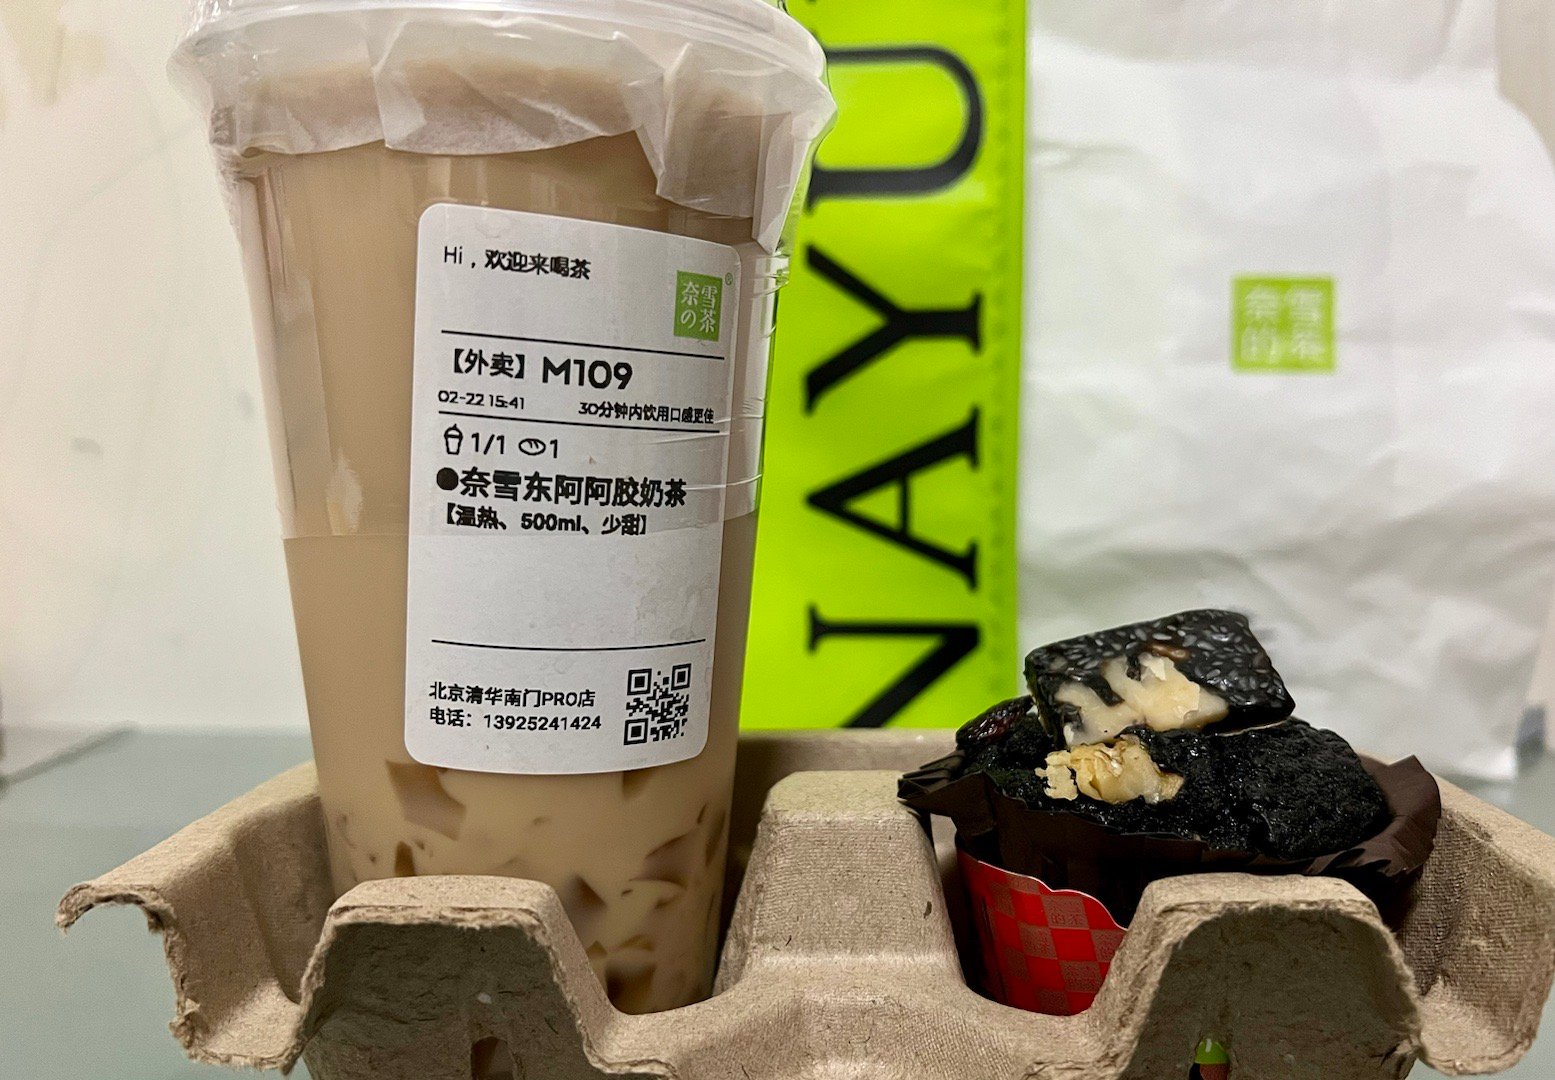 Hi，欢迎来喝茶
奈雪
の茶
®
【外卖】M109
02-22 15:41 30分钟内饮用口感更佳
1/1 1
●奈雪东阿阿胶奶茶
【温热、500ml、少甜】
北京清华南门PRO店
电话：13925241424
NAYU
奈雪
的茶